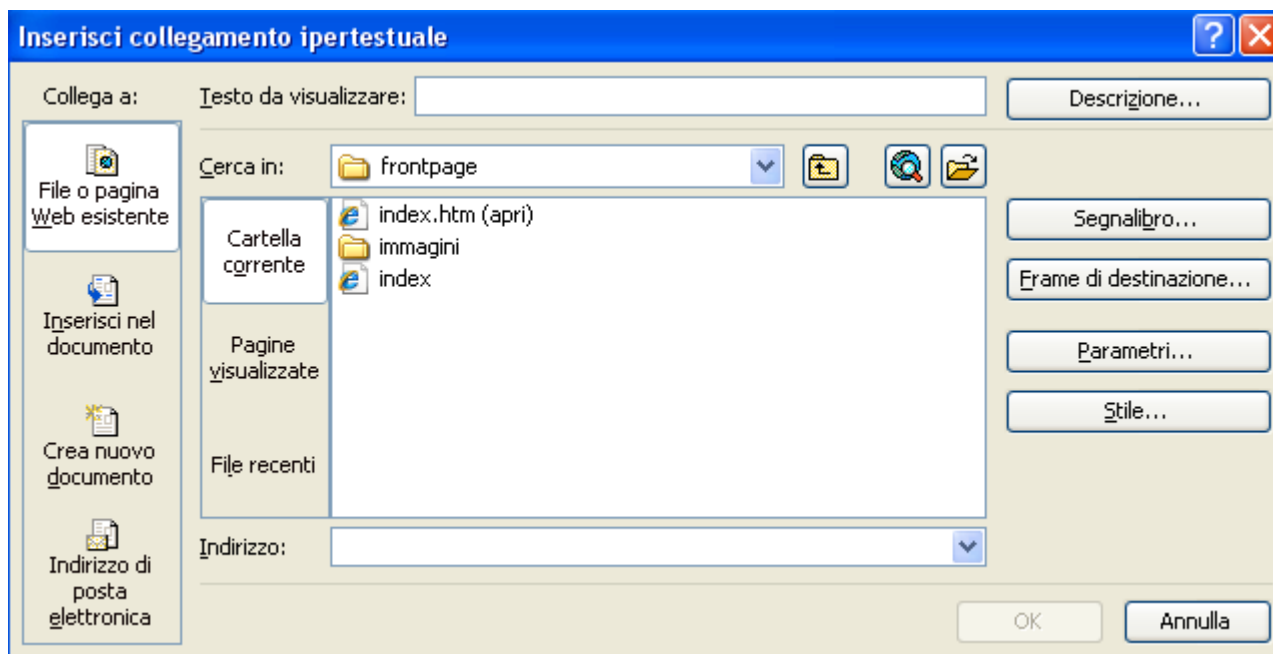 Inserisci collegamento ipertestuale
Collega a:
Testo da visualizzare:
Descrizione...
File o pagina
Web esistente
Cerca in:
frontpage
Cartella
corrente
index.htm (apri)
immagini
index
Segnalibro...
Frame di destinazione...
Inserisci nel
documento
Pagine
visualizzate
Parametri...
Stile...
Crea nuovo
documento
File recenti
Indirizzo:
Indirizzo di
posta
elettronica
OK
Annulla